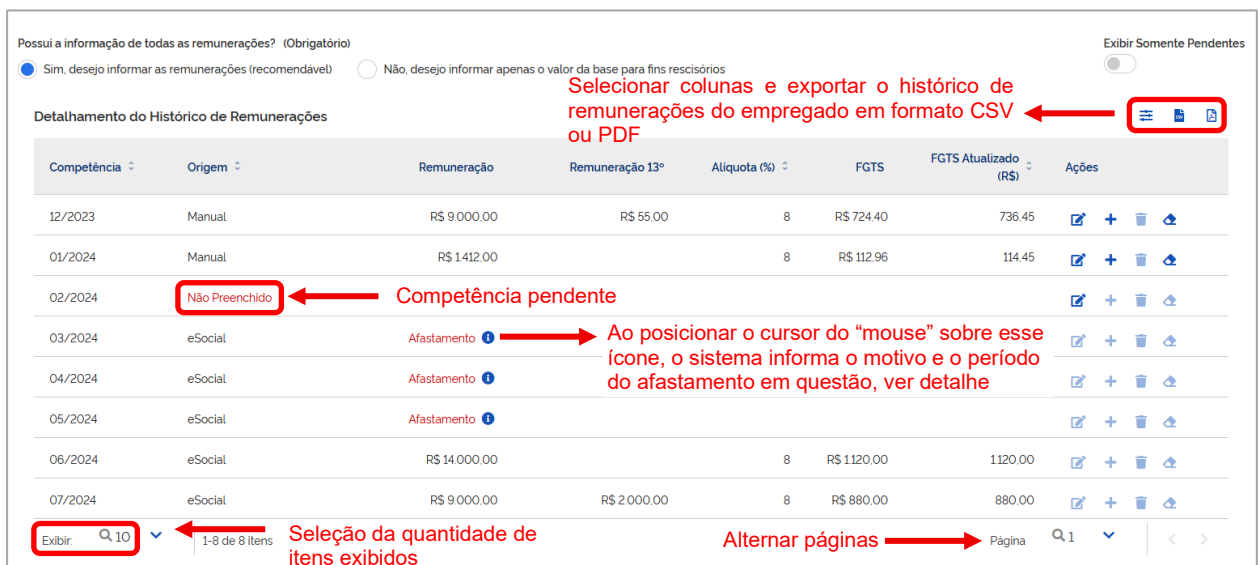 Possui a informação de todas as remunerações? (Obrigatório)
Exibir Somente Pendentes
Sim, desejo informar as remunerações (recomendável)
Não, desejo informar apenas o valor da base para fins rescisórios
Selecionar colunas e exportar o histórico de
remunerações do empregado em formato CSV
ou PDF
Detalhamento do Histórico de Remunerações
Competência Origem Remuneração Remuneração 13º Alíquota (%) FGTS FGTS Atualizado (R$) Ações
12/2023 Manual R$ 9.000,00 R$ 55,00 8 R$ 724,40 736,45
01/2024 Manual R$ 1.412,00 8 R$ 112,96 114,45
02/2024 Não Preenchido Competência pendente
03/2024 eSocial Afastamento
Ao posicionar o cursor do “mouse” sobre esse
ícone, o sistema informa o motivo e o período
do afastamento em questão, ver detalhe
04/2024 eSocial Afastamento
05/2024 eSocial Afastamento
06/2024 eSocial R$ 14.000,00 8 R$ 1.120,00 1.120,00
07/2024 eSocial R$ 9.000,00 R$ 2.000,00 8 R$ 880,00 880,00
Exibir: 10 1-8 de 8 itens
Seleção da quantidade de
itens exibidos
Alternar páginas
Página 1